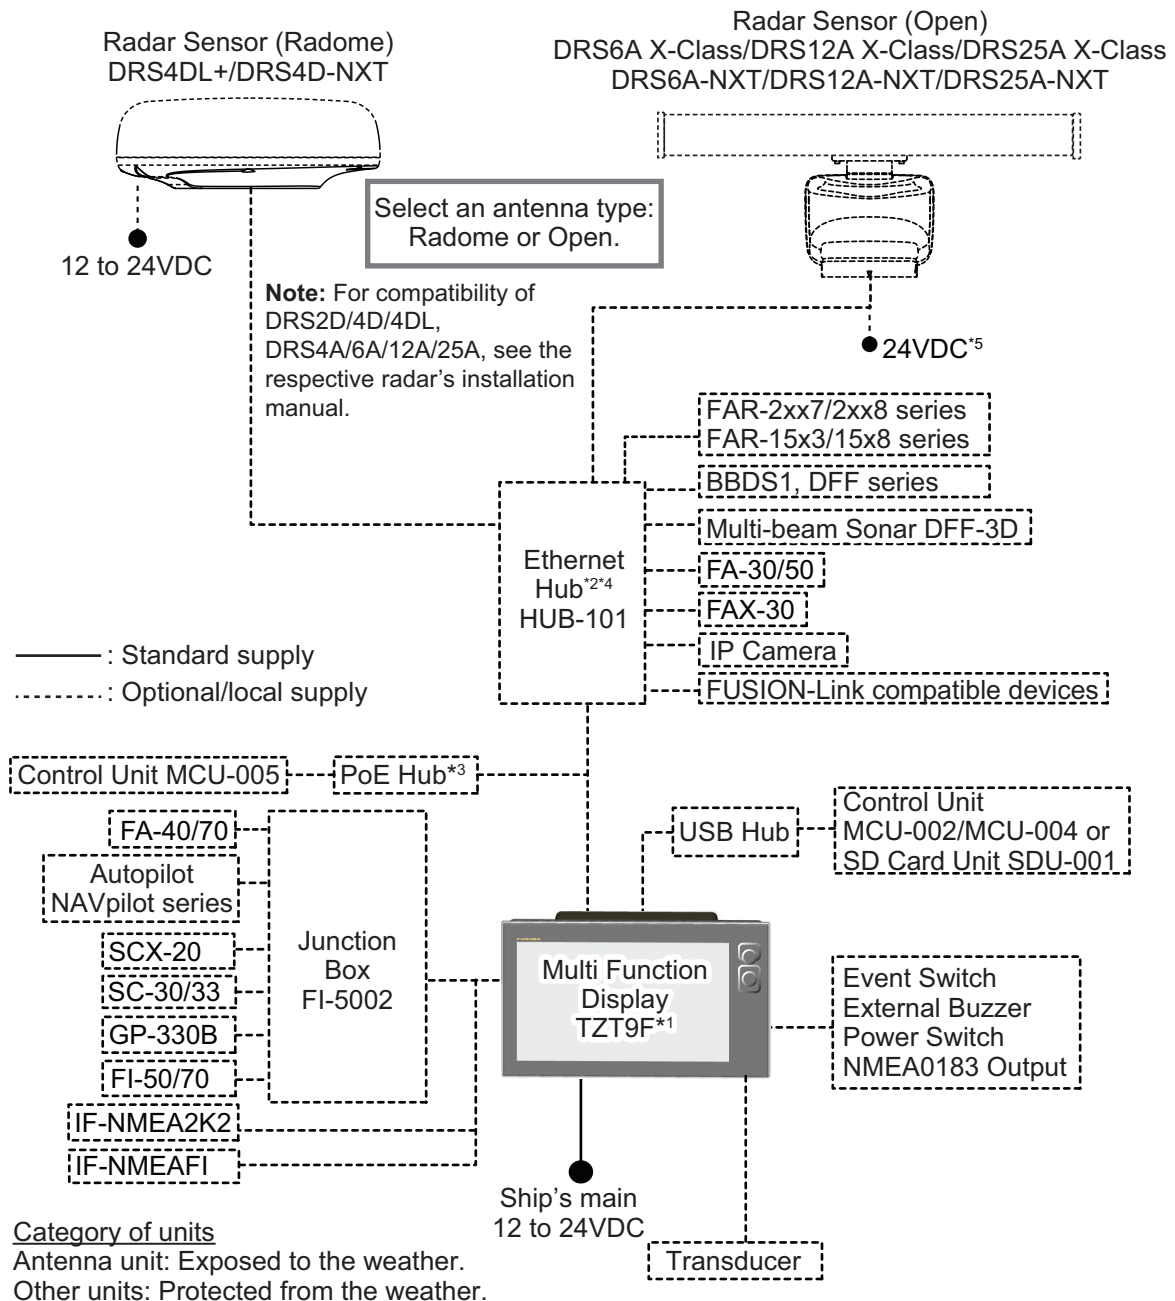 Radar Sensor (Radome)
DRS4DL+/DRS4D-NXT
Radar Sensor (Open)
DRS6A X-Class/DRS12A X-Class/DRS25A X-Class
DRS6A-NXT/DRS12A-NXT/DRS25A-NXT
Select an antenna type:
Radome or Open.
12 to 24VDC
Note: For compatibility of
DRS2D/4D/4DL,
DRS4A/6A/12A/25A, see the
respective radar's installation
manual.
24VDC*5
FAR-2xx7/2xx8 series
FAR-15x3/15x8 series
BBDS1, DFF series
Multi-beam Sonar DFF-3D
FA-30/50
FAX-30
IP Camera
FUSION-Link compatible devices
Ethernet
Hub*2*4
HUB-101
: Standard supply
: Optional/local supply
Control Unit MCU-005
PoE Hub*3
USB Hub
Control Unit
MCU-002/MCU-004 or
SD Card Unit SDU-001
FA-40/70
Autopilot
NAVpilot series
SCX-20
SC-30/33
GP-330B
FI-50/70
IF-NMEA2K2
IF-NMEAFI
Junction
Box
FI-5002
FURUNO
Multi Function
Display
TZT9F*1
Event Switch
External Buzzer
Power Switch
NMEA0183 Output
Ship's main
12 to 24VDC
Transducer
Category of units
Antenna unit: Exposed to the weather.
Other units: Protected from the weather.